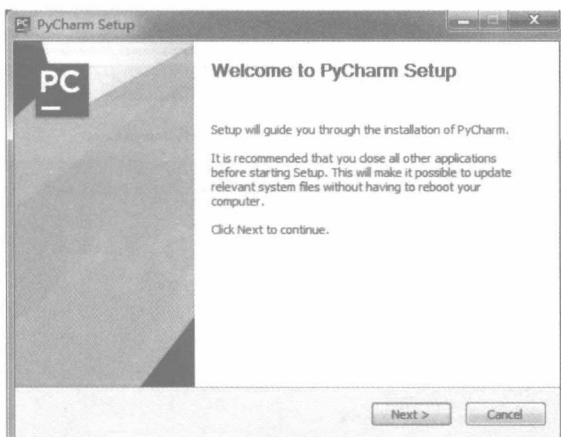 PyCharm Setup
PC
Welcome to PyCharm Setup
Setup will guide you through the installation of PyCharm.
It is recommended that you close all other applications
before starting Setup. This will make it possible to update
relevant system files without having to reboot your
computer.
Click Next to continue.
Next >
Cancel